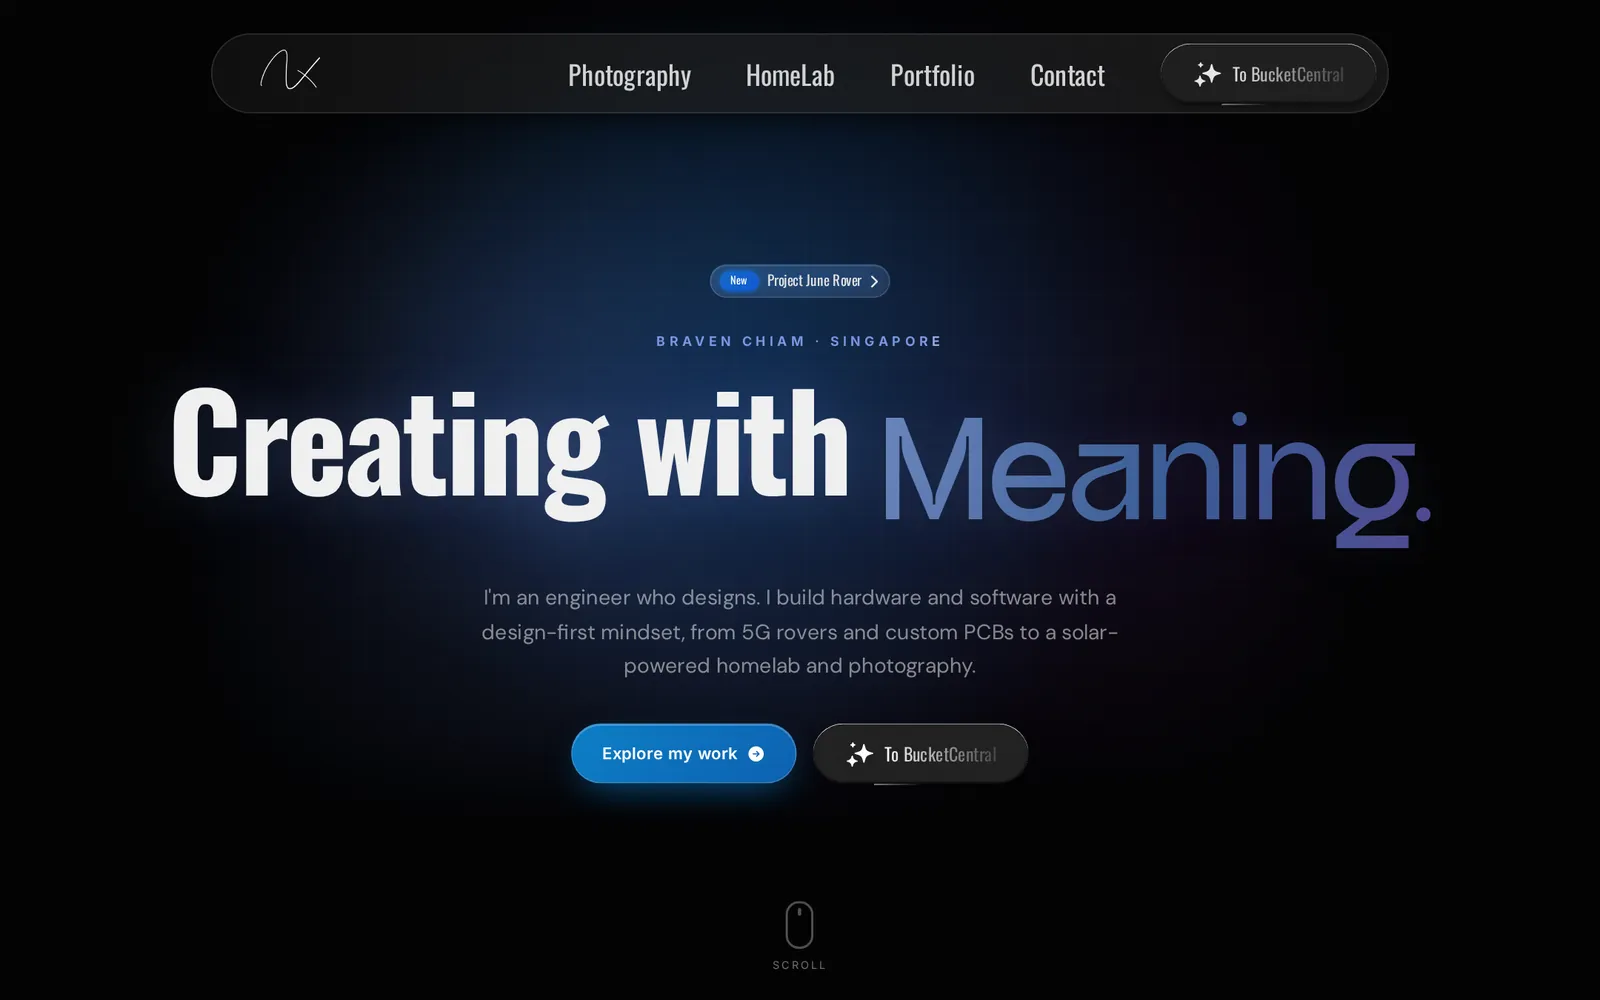 Photography HomeLab Portfolio Contact To BucketCentral
New Project June Rover
BRAVEN CHIAM · SINGAPORE
Creating with Meaning.
I'm an engineer who designs. I build hardware and software with a
design-first mindset, from 5G rovers and custom PCBs to a solar-
powered homelab and photography.
Explore my work To BucketCentral
SCROLL